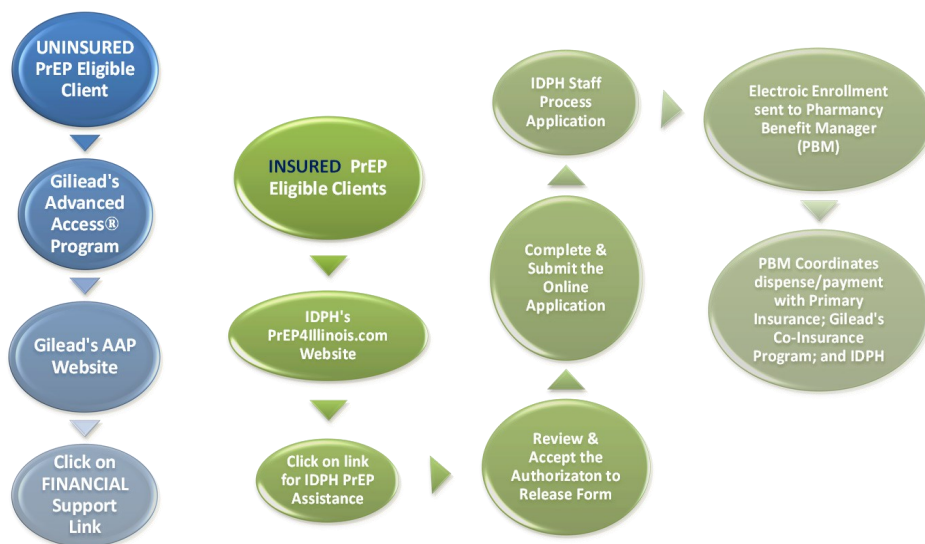 UNINSURED
PrEP Eligible
Client
Giliead's
Advanced
Access®
Program
Gilead's AAP
Website
Click on
FINANCIAL
Support
Link
INSURED PrEP
Eligible Clients
IDPH's
PrEP4Illinois.com
Website
Click on link
for IDPH PrEP
Assistance
Review &
Accept the
Authorizaton to
Release Form
Complete &
Submit the
Online
Application
IDPH Staff
Process
Application
Electroic Enrollment
sent to Pharmancy
Benefit Manager
(PBM)
PBM Coordinates
dispense/payment
with Primary
Insurance; Gilead's
Co-Insurance
Program; and IDPH